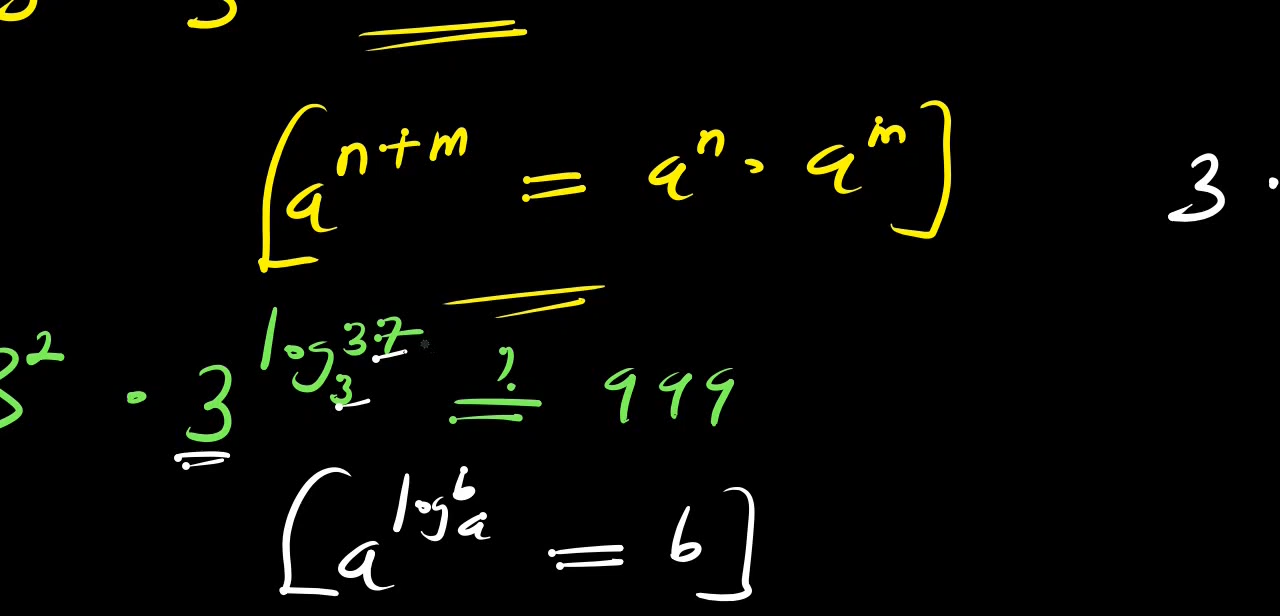 [a^{n+m} = a^n · a^m]
3 ·
3^2 · 3^{log_3 37} ?= 999
[a^{log_a b} = b]